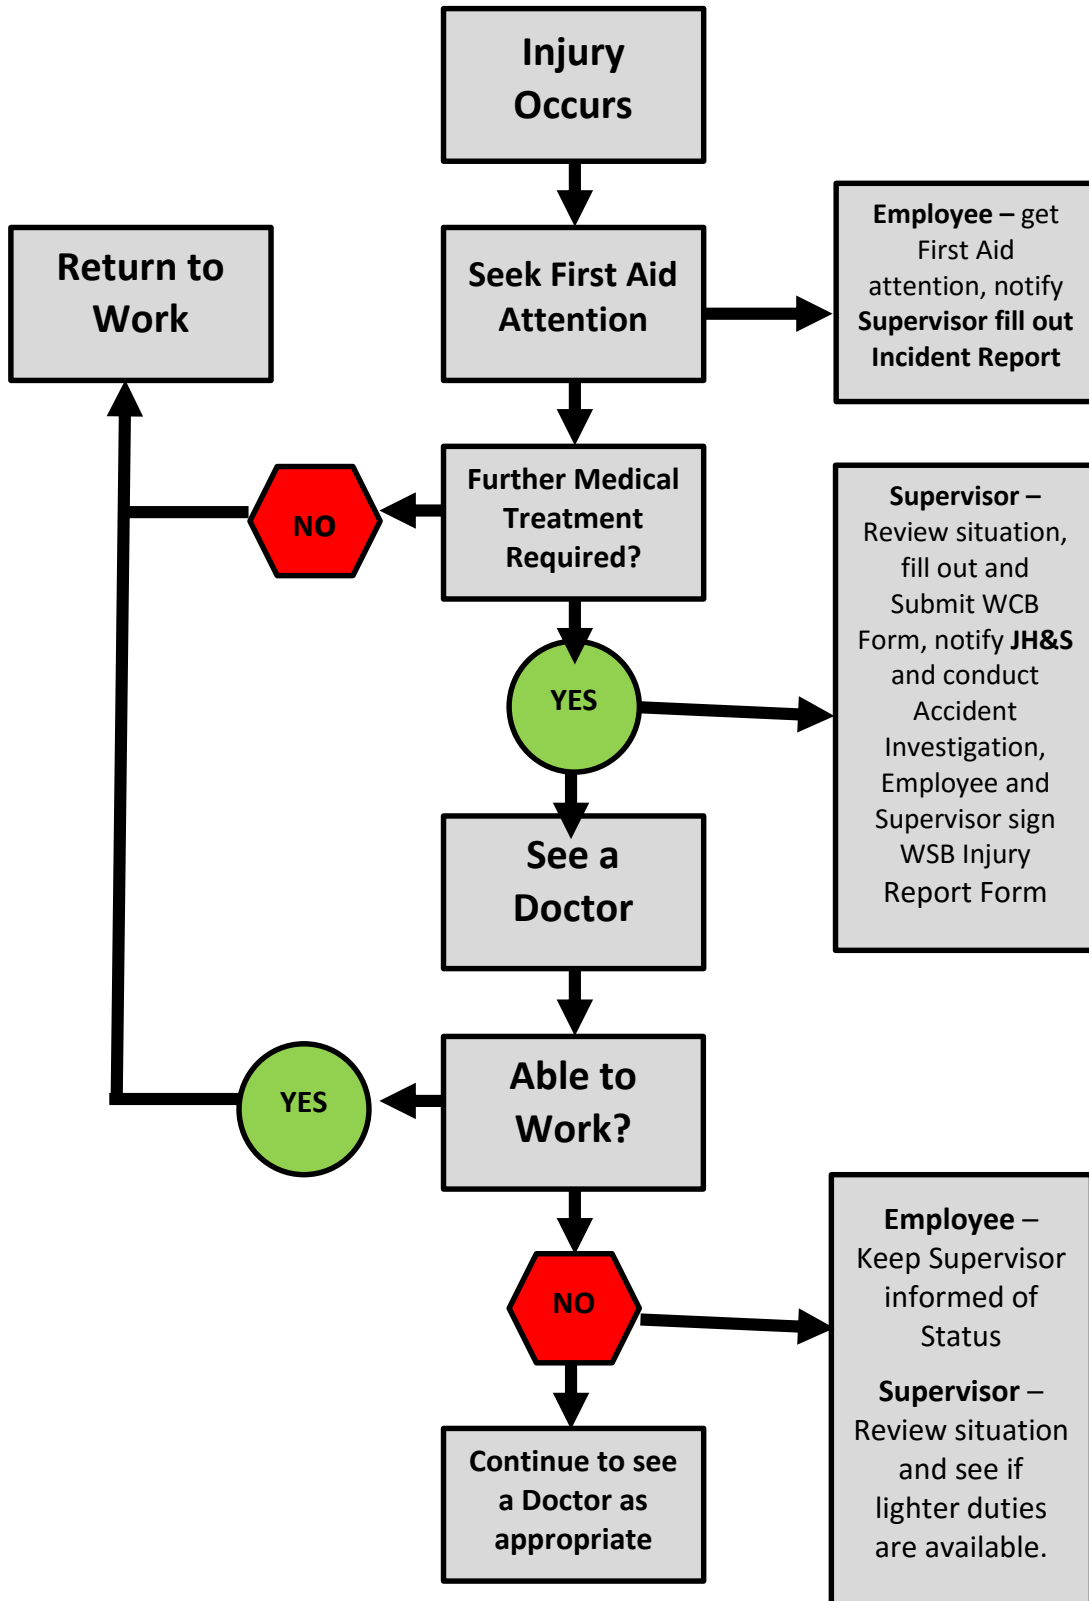 Injury
Occurs
Employee – get
First Aid
attention, notify
Supervisor fill out
Incident Report
Return to
Work
Seek First Aid
Attention
Further Medical
Treatment
Required?
NO
Supervisor –
Review situation,
fill out and
Submit WCB
Form, notify JH&S
and conduct
Accident
Investigation,
Employee and
Supervisor sign
WSB Injury
Report Form
YES
See a
Doctor
Able to
Work?
YES
NO
Employee –
Keep Supervisor
informed of
Status
Supervisor –
Review situation
and see if
lighter duties
are available.
Continue to see
a Doctor as
appropriate